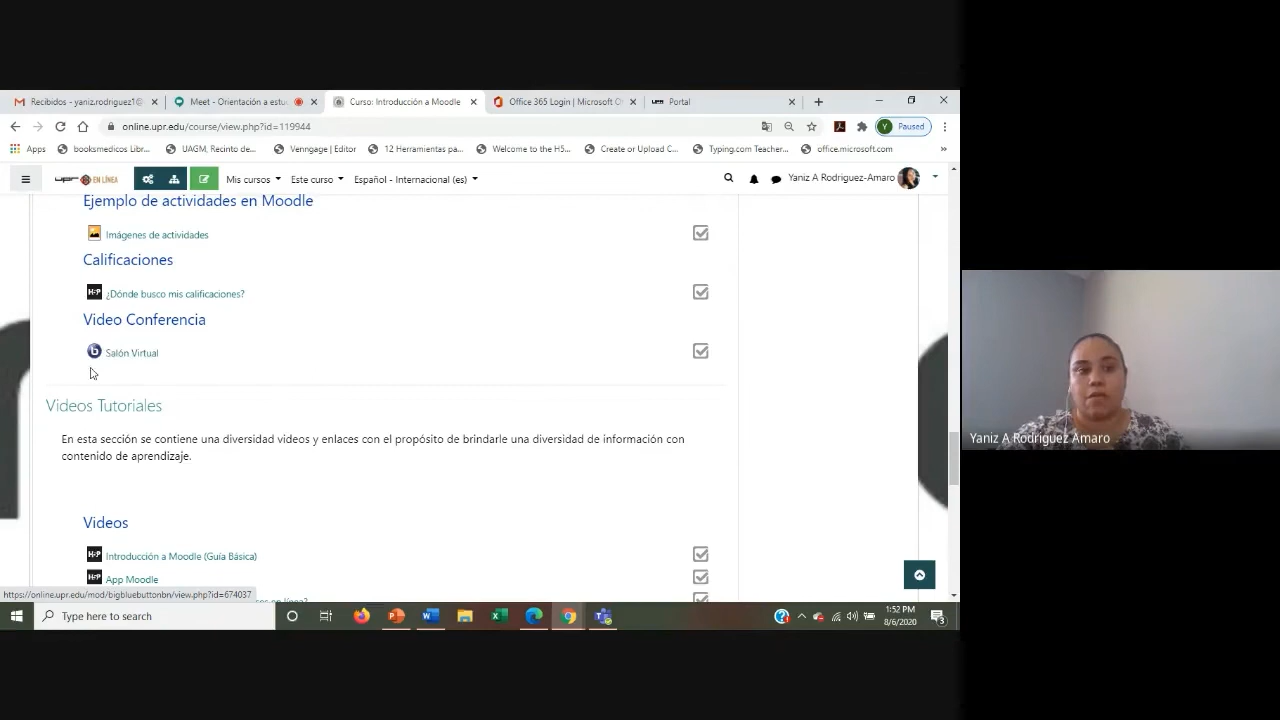 Recibidos - yaniz.rodriguez1@
Meet - Orientación a estu
Curso: Introducción a Moodle
Office 365 Login | Microsoft O
Portal
online.upr.edu/course/view.php?id=119944
Paused
Apps
booksmedicos Libr...
UAGM, Recinto de...
Venngage | Editor
12 Herramientas pa...
Welcome to the H5...
Create or Upload C...
Typing.com Teacher...
office.microsoft.com
EN LÍNEA
Mis cursos
Este curso
Español - Internacional (es)
Yaniz A Rodriguez-Amaro
Ejemplo de actividades en Moodle
Imágenes de actividades
Calificaciones
H-P ¿Dónde busco mis calificaciones?
Video Conferencia
b Salón Virtual
Videos Tutoriales
En esta sección se contiene una diversidad videos y enlaces con el propósito de brindarle una diversidad de información con
contenido de aprendizaje.
Videos
H-P Introducción a Moodle (Guía Básica)
H-P App Moodle
https://online.upr.edu/mod/bigbluebuttonbn/view.php?id=674037
Type here to search
1:52 PM
8/6/2020
3
Yaniz A Rodriguez Amaro